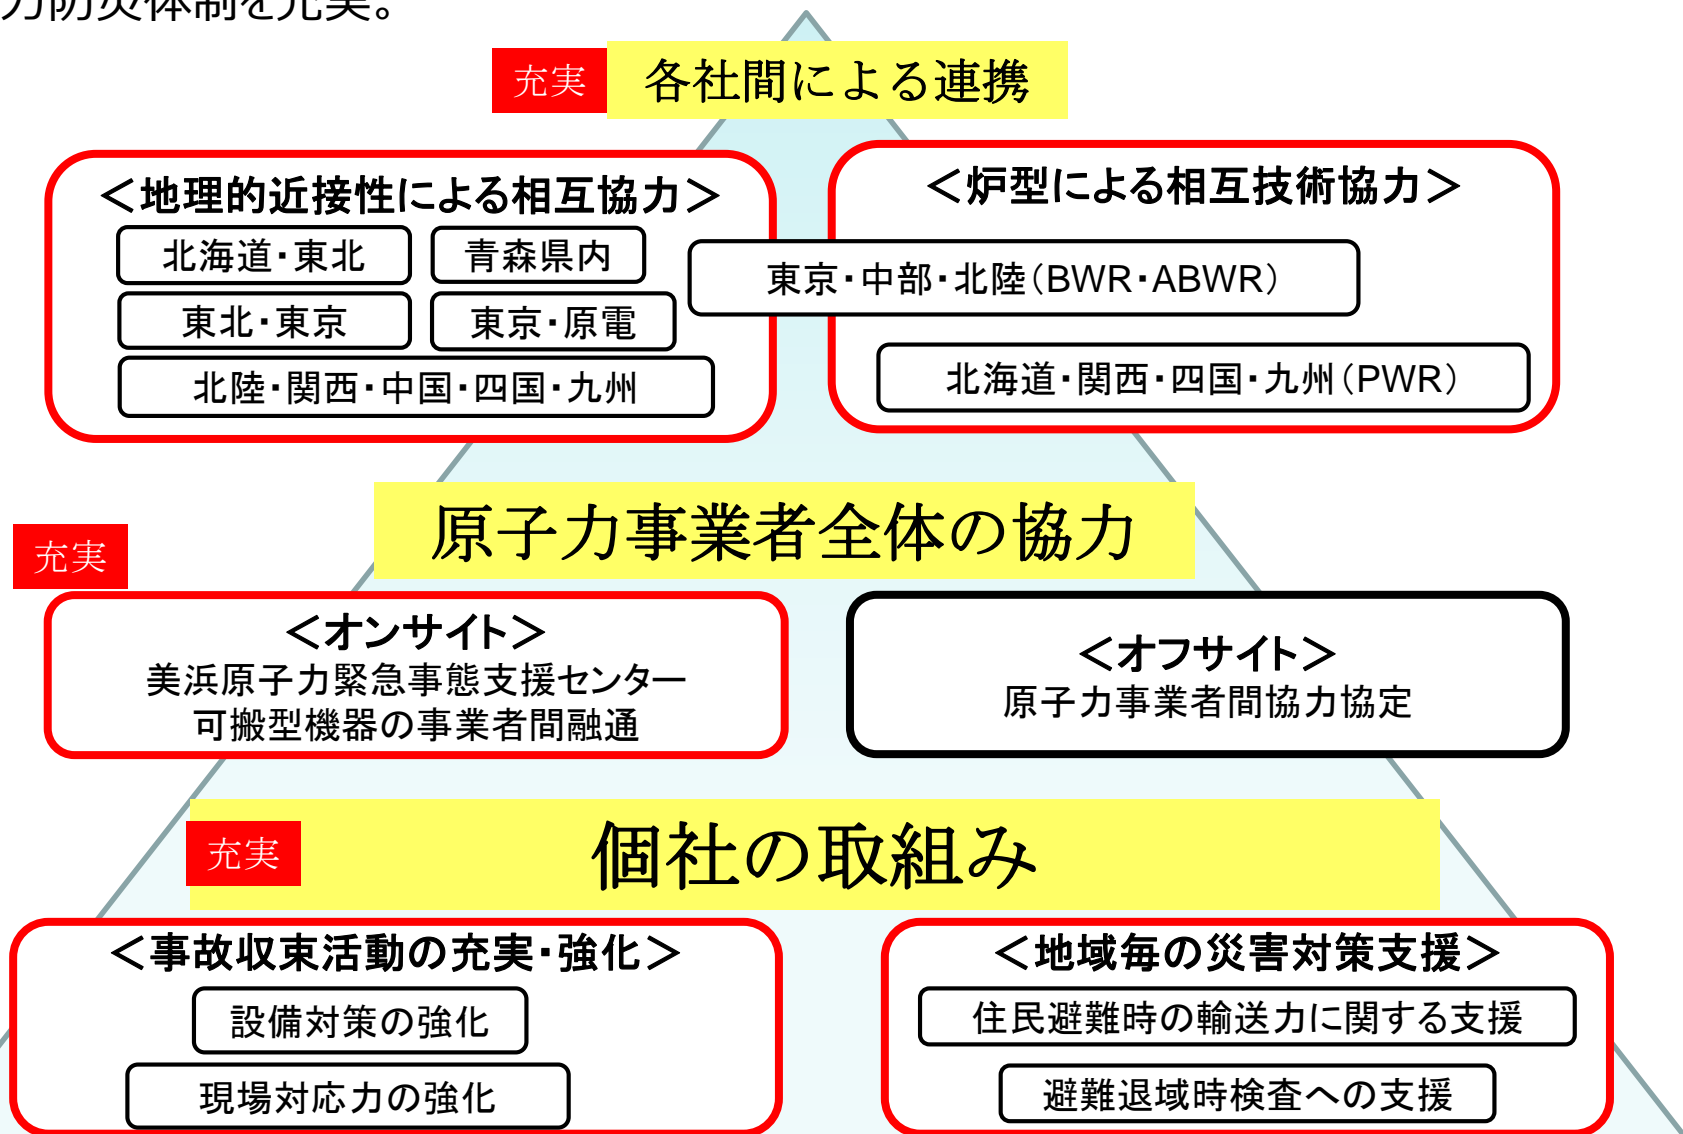 力防災体制を充実。
充実
各社間による連携
＜地理的近接性による相互協力＞
北海道・東北
青森県内
東北・東京
東京・原電
北陸・関西・中国・四国・九州
＜炉型による相互技術協力＞
東京・中部・北陸（BWR・ABWR）
北海道・関西・四国・九州（PWR）
原子力事業者全体の協力
充実
＜オンサイト＞
美浜原子力緊急事態支援センター
可搬型機器の事業者間融通
＜オフサイト＞
原子力事業者間協力協定
充実
個社の取組み
＜事故収束活動の充実・強化＞
設備対策の強化
現場対応力の強化
＜地域毎の災害対策支援＞
住民避難時の輸送力に関する支援
避難退域時検査への支援